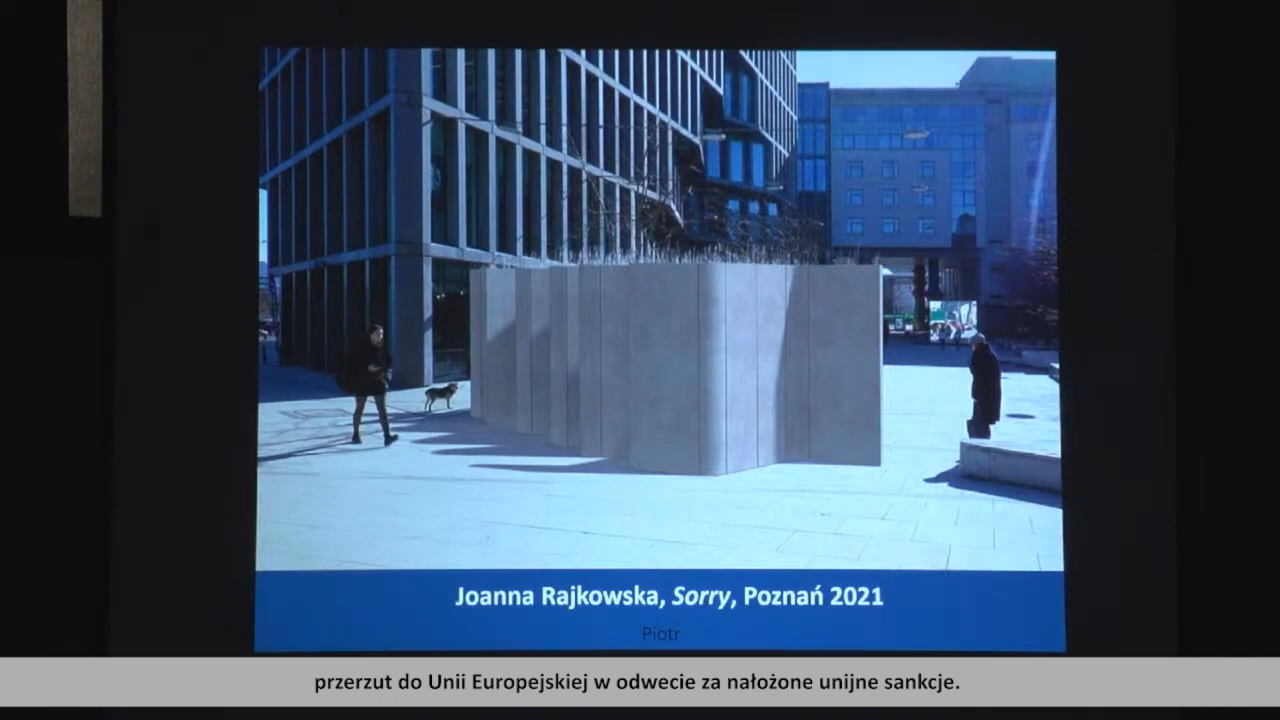 Joanna Rajkowska, Sorry, Poznań 2021
Piotr
przerzut do Unii Europejskiej w odwecie za nałożone unijne sankcje.